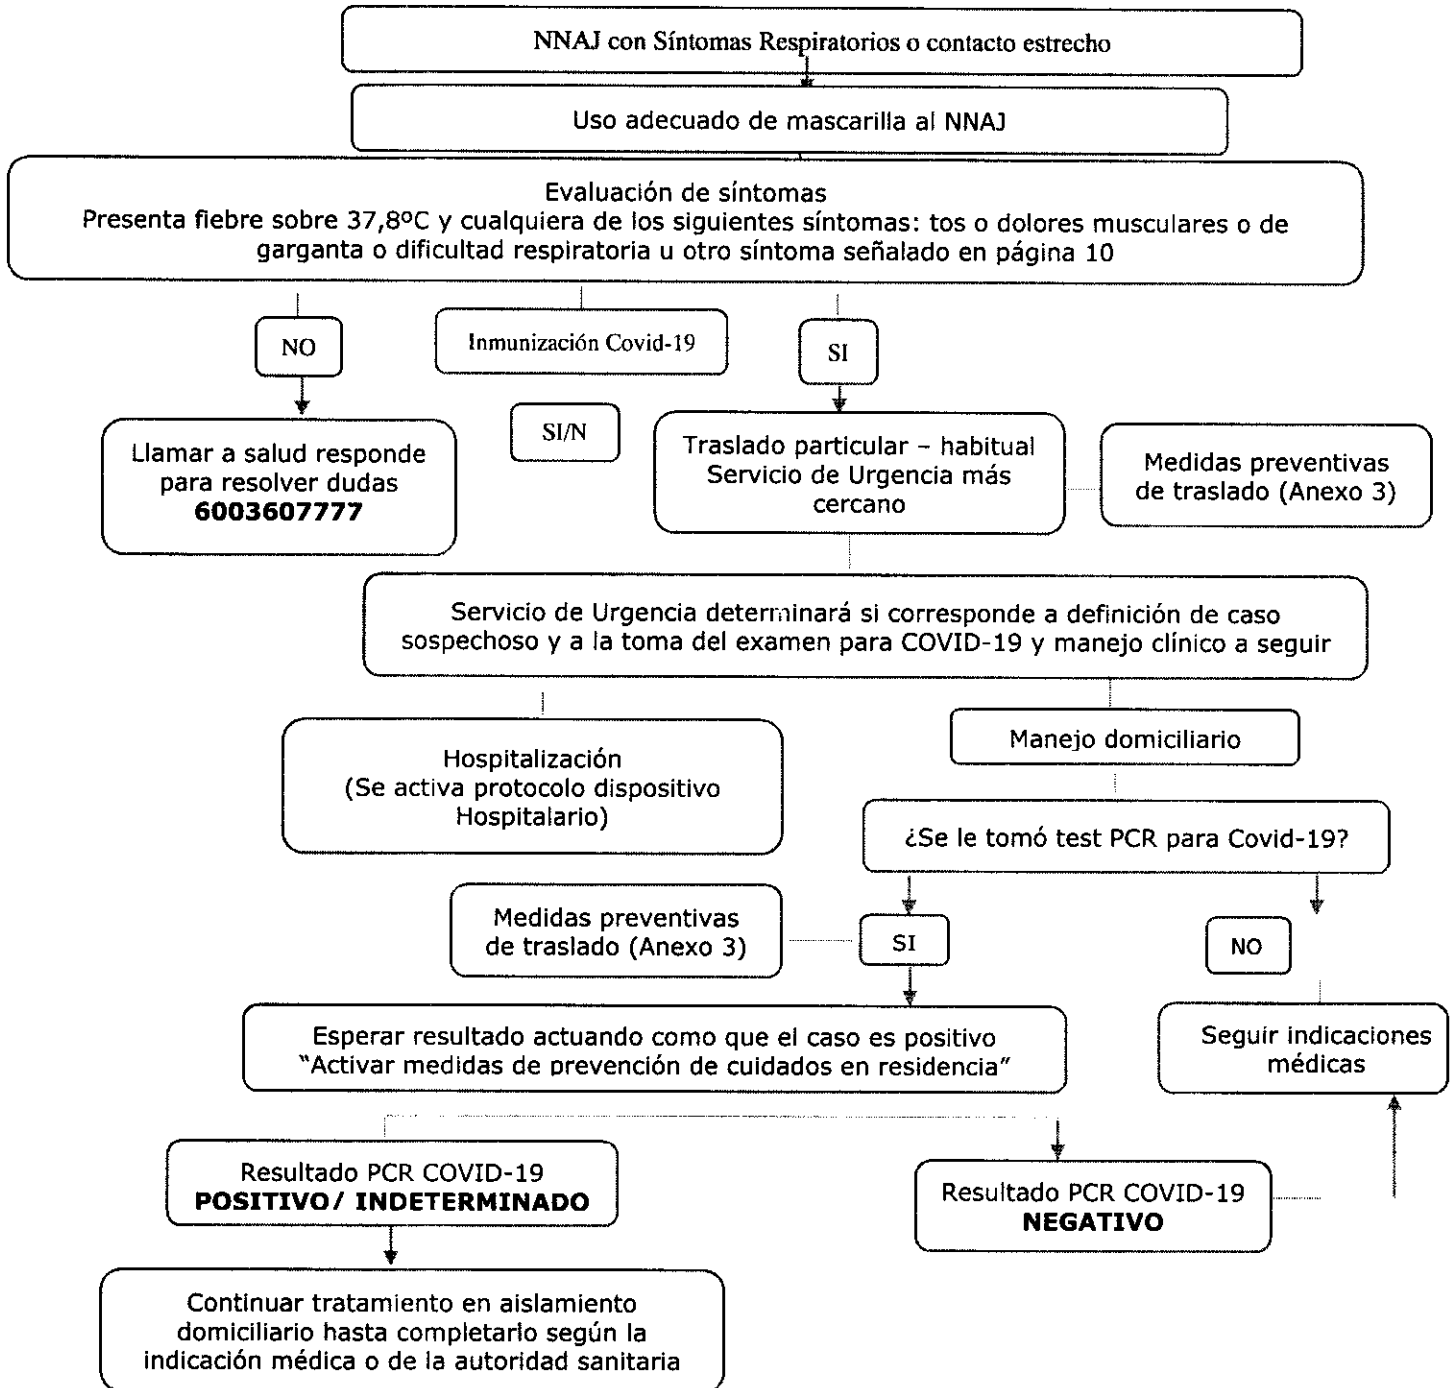 NNAJ con Síntomas Respiratorios o contacto estrecho
Uso adecuado de mascarilla al NNAJ
Evaluación de síntomas
Presenta fiebre sobre 37,8ºC y cualquiera de los siguientes síntomas: tos o dolores musculares o de
garganta o dificultad respiratoria u otro síntoma señalado en página 10
NO
Inmunización Covid-19
SI
SI/N
Llamar a salud responde
para resolver dudas
6003607777
Traslado particular – habitual
Servicio de Urgencia más
cercano
Medidas preventivas
de traslado (Anexo 3)
Servicio de Urgencia determinará si corresponde a definición de caso
sospechoso y a la toma del examen para COVID-19 y manejo clínico a seguir
Hospitalización
(Se activa protocolo dispositivo
Hospitalario)
Manejo domiciliario
¿Se le tomó test PCR para Covid-19?
Medidas preventivas
de traslado (Anexo 3)
SI
NO
Esperar resultado actuando como que el caso es positivo
"Activar medidas de prevención de cuidados en residencia"
Seguir indicaciones
médicas
Resultado PCR COVID-19
POSITIVO/ INDETERMINADO
Resultado PCR COVID-19
NEGATIVO
Continuar tratamiento en aislamiento
domiciliario hasta completarlo según la
indicación médica o de la autoridad sanitaria